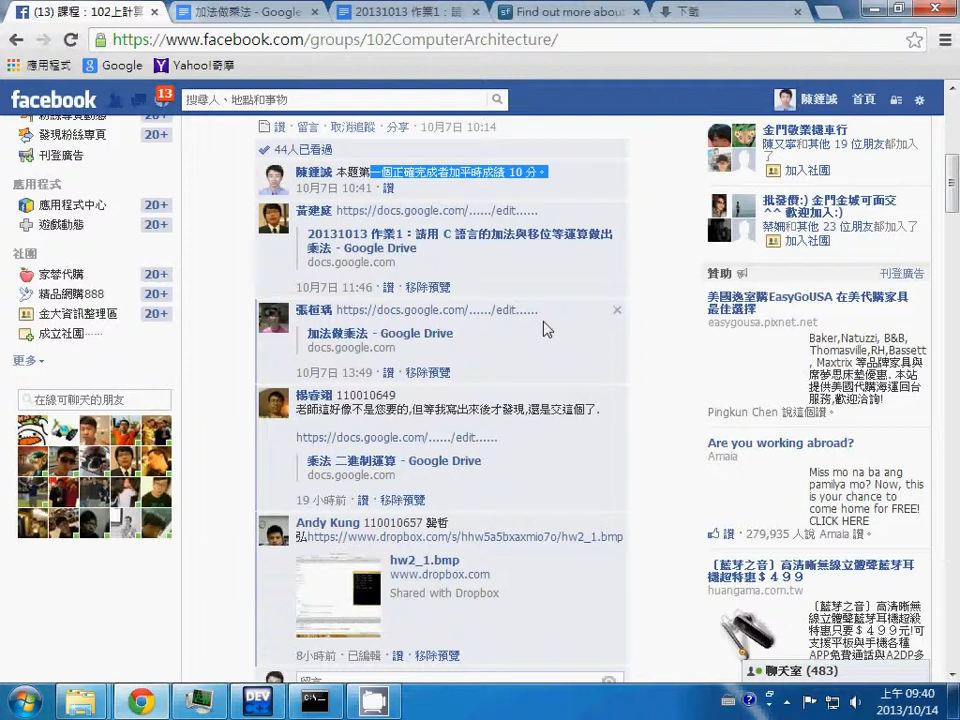 (13) 課程：102上計算
加法做乘法 - Google
20131013 作業1：請
Find out more abou
下載
https://www.facebook.com/groups/102ComputerArchitecture/
應用程式
Google
Yahoo!奇摩
facebook
13
搜尋人、地點和事物
陳鍾誠
首頁
發現粉絲專頁 20+
刊登廣告
應用程式
應用程式中心 20+
遊戲動態 20+
社團
家蓉代購 20+
精品網購888 20+
金大資訊整理區 20+
成立社團……
更多
在線可聊天的朋友
讚 · 留言 · 取消追蹤 · 分享 · 10月7日 10:14
44人已看過
陳鍾誠 本題第一個正確完成者加平時成績 10 分。
10月7日 10:41 · 讚
黃建庭 https://docs.google.com/....../edit......
20131013 作業1：請用 C 語言的加法與移位等運算做出
乘法 - Google Drive
docs.google.com
10月7日 11:46 · 讚 · 移除預覽
張桓瑀 https://docs.google.com/....../edit......
加法做乘法 - Google Drive
docs.google.com
10月7日 13:49 · 讚 · 移除預覽
楊睿翊 110010649
老師這好像不是您要的,但等我寫出來後才發現,還是交這個了.
https://docs.google.com/....../edit......
乘法 二進制運算 - Google Drive
docs.google.com
19 小時前 · 讚 · 移除預覽
Andy Kung 110010657 龔哲
弘https://www.dropbox.com/s/hhw5a5bxaxmio7o/hw2_1.bmp
hw2_1.bmp
www.dropbox.com
Shared with Dropbox
8小時前 · 已編輯 · 讚 · 移除預覽
留言……
金門敬業機車行
陳又寧和其他 19 位朋友都加入
了
加入社團
批發價:) 金門金城可面交
^^ 歡迎加入:)
和其他 23 位朋友都加入了
加入社團
贊助
刊登廣告
美國逸室購EasyGoUSA 在美代購家具
最佳選擇
easygousa.pixnet.net
Baker,Natuzzi, B&B,
Thomasville,RH,Bassett
, Maxtrix 等品牌家具與
席夢思床墊優惠. 本站
提供美國代購海運回台
服務,歡迎洽詢!
Pingkun Chen 說這個讚。
Are you working abroad?
Amaia
Miss mo na ba ang
pamilya mo? Now, this
is your chance to
come home for FREE!
CLICK HERE
讚 · 279,935 人說 Amaia 讚。
〔藍芽之音〕高清晰無線立體聲藍芽耳
機超特惠＄４９９
huangama.com.tw
〔藍芽之音〕高清晰
無線立體聲藍芽耳機
超特惠只要＄４９９元!可
支援平板與手機各種
APP免費通話與A2DP多
聊天室 (483)
DEV
C++
上午 09:40
2013/10/14